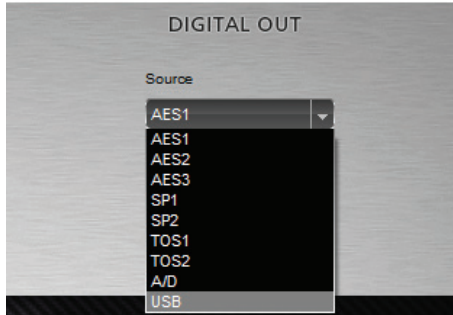 DIGITAL OUT
Source
AES1
AES1
AES2
AES3
SP1
SP2
TOS1
TOS2
A/D
USB